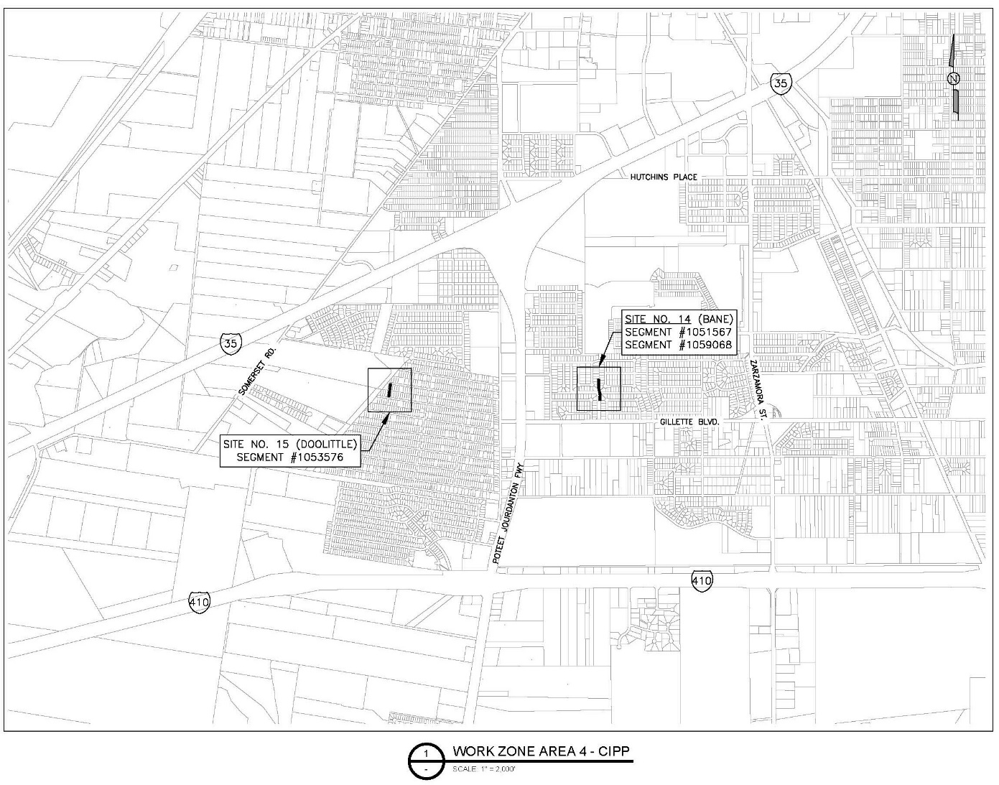 N
35
HUTCHINS PLACE
SITE NO. 14 (BANE)
SEGMENT #1051567
SEGMENT #1059068
35
SOMERSET RD.
ZARZAMORA ST.
GILLETTE BLVD.
SITE NO. 15 (DOOLITTLE)
SEGMENT #1053576
POTEET JOURDANTON FWY
410
410
1
-
WORK ZONE AREA 4 - CIPP
SCALE: 1" = 2,000'